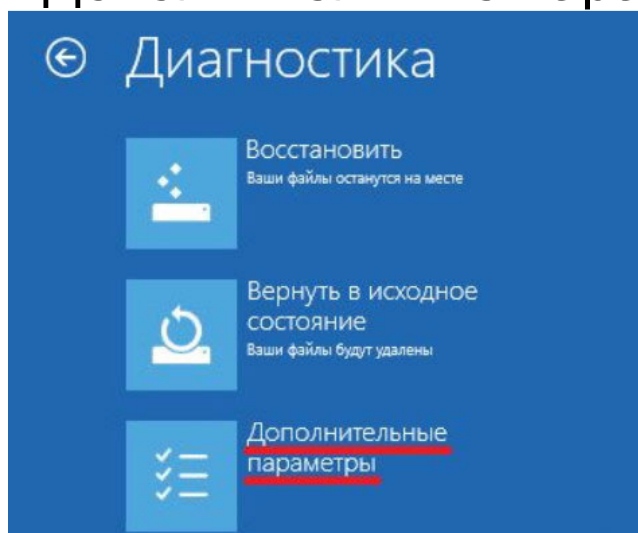 Диагностика
Восстановить
Ваши файлы останутся на месте
Вернуть в исходное
состояние
Ваши файлы будут удалены
Дополнительные
параметры